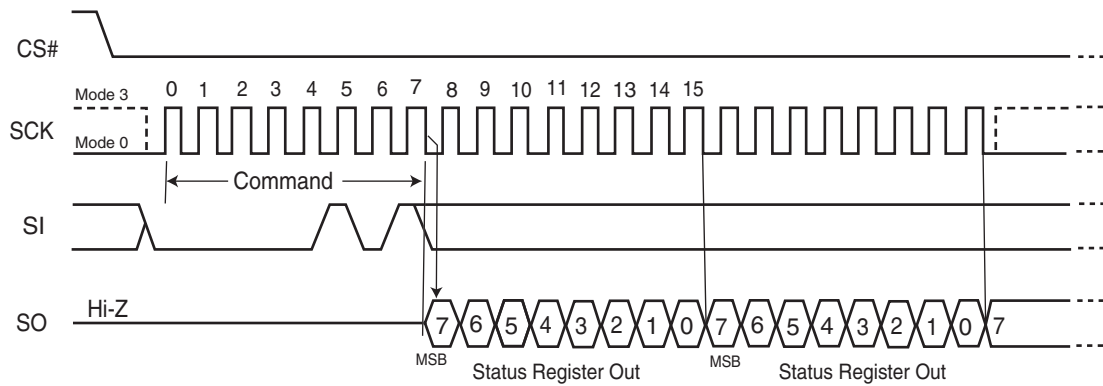 CS#
0 1 2 3 4 5 6 7 8 9 10 11 12 13 14 15
Mode 3
SCK
Mode 0
Command
SI
Hi-Z
SO
7 6 5 4 3 2 1 0 7 6 5 4 3 2 1 0 7
MSB Status Register Out MSB Status Register Out